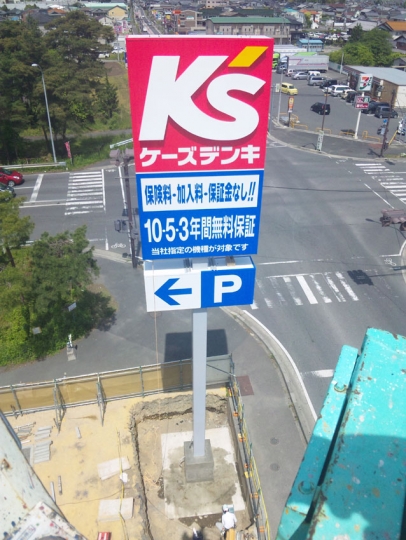 K's
ケーズデンキ
保険料-加入料-保証金なし!!
10・5・3年間無料保証
当社指定の機種が対象です
← P